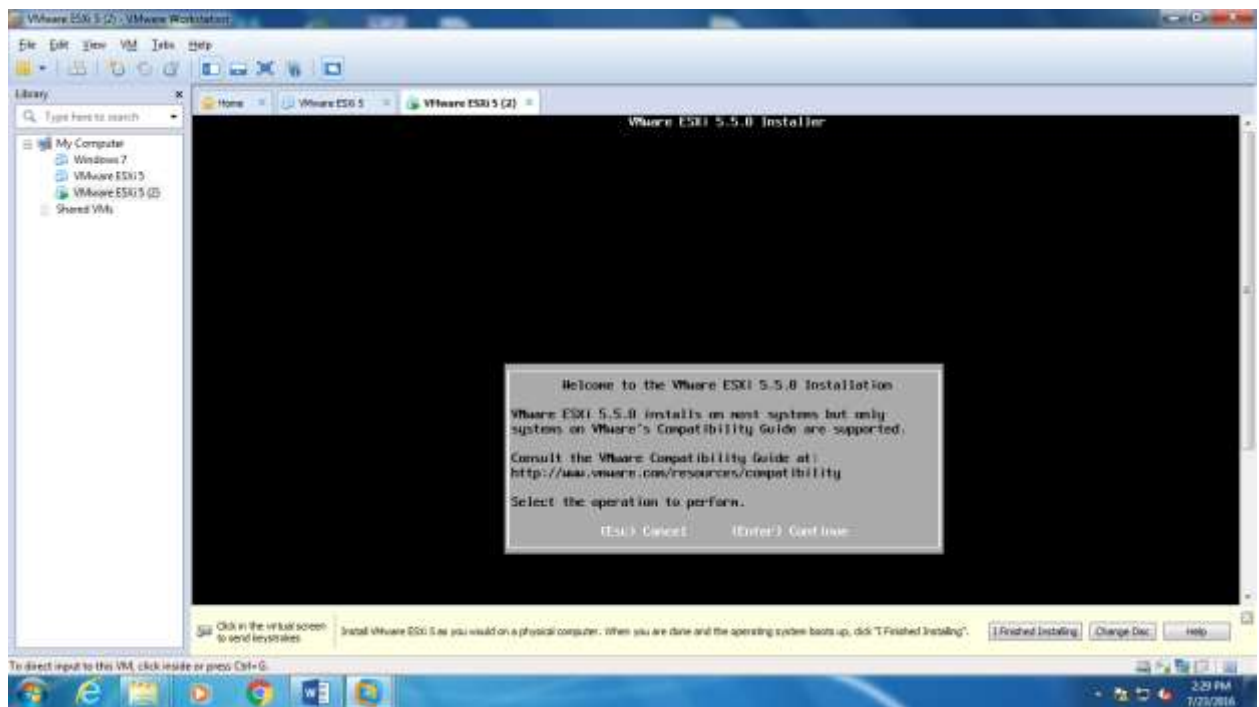 VMware ESXi 5 (2) - VMware Workstation
File Edit View VM Tabs Help
Library
Type here to search
My Computer
Windows 7
VMware ESXi 5
VMware ESXi 5 (2)
Shared VMs
Home
VMware ESXi 5
VMware ESXi 5 (2)
VMware ESXi 5.5.0 Installer
Welcome to the VMware ESXi 5.5.0 Installation
VMware ESXi 5.5.0 installs on most systems but only
systems on VMware's Compatibility Guide are supported.
Consult the VMware Compatibility Guide at:
http://www.vmware.com/resources/compatibility
Select the operation to perform.
(Esc) Cancel (Enter) Continue
Click in the virtual screen
to send keystrokes
Install VMware ESXi 5 as you would on a physical computer. When you are done and the operating system boots up, click "I Finished Installing".
I Finished Installing
Change Disc
Help
To direct input to this VM, click inside or press Ctrl+G.
2:29 PM
7/23/2016